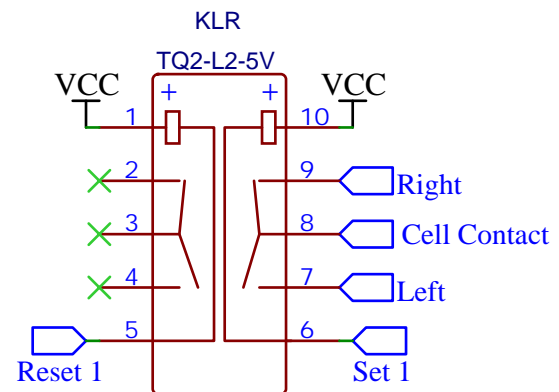 KLR
TQ2-L2-5V
VCC
VCC
+
+
1
10
2
9
Right
3
8
Cell Contact
4
7
Left
5
6
Reset 1
Set 1